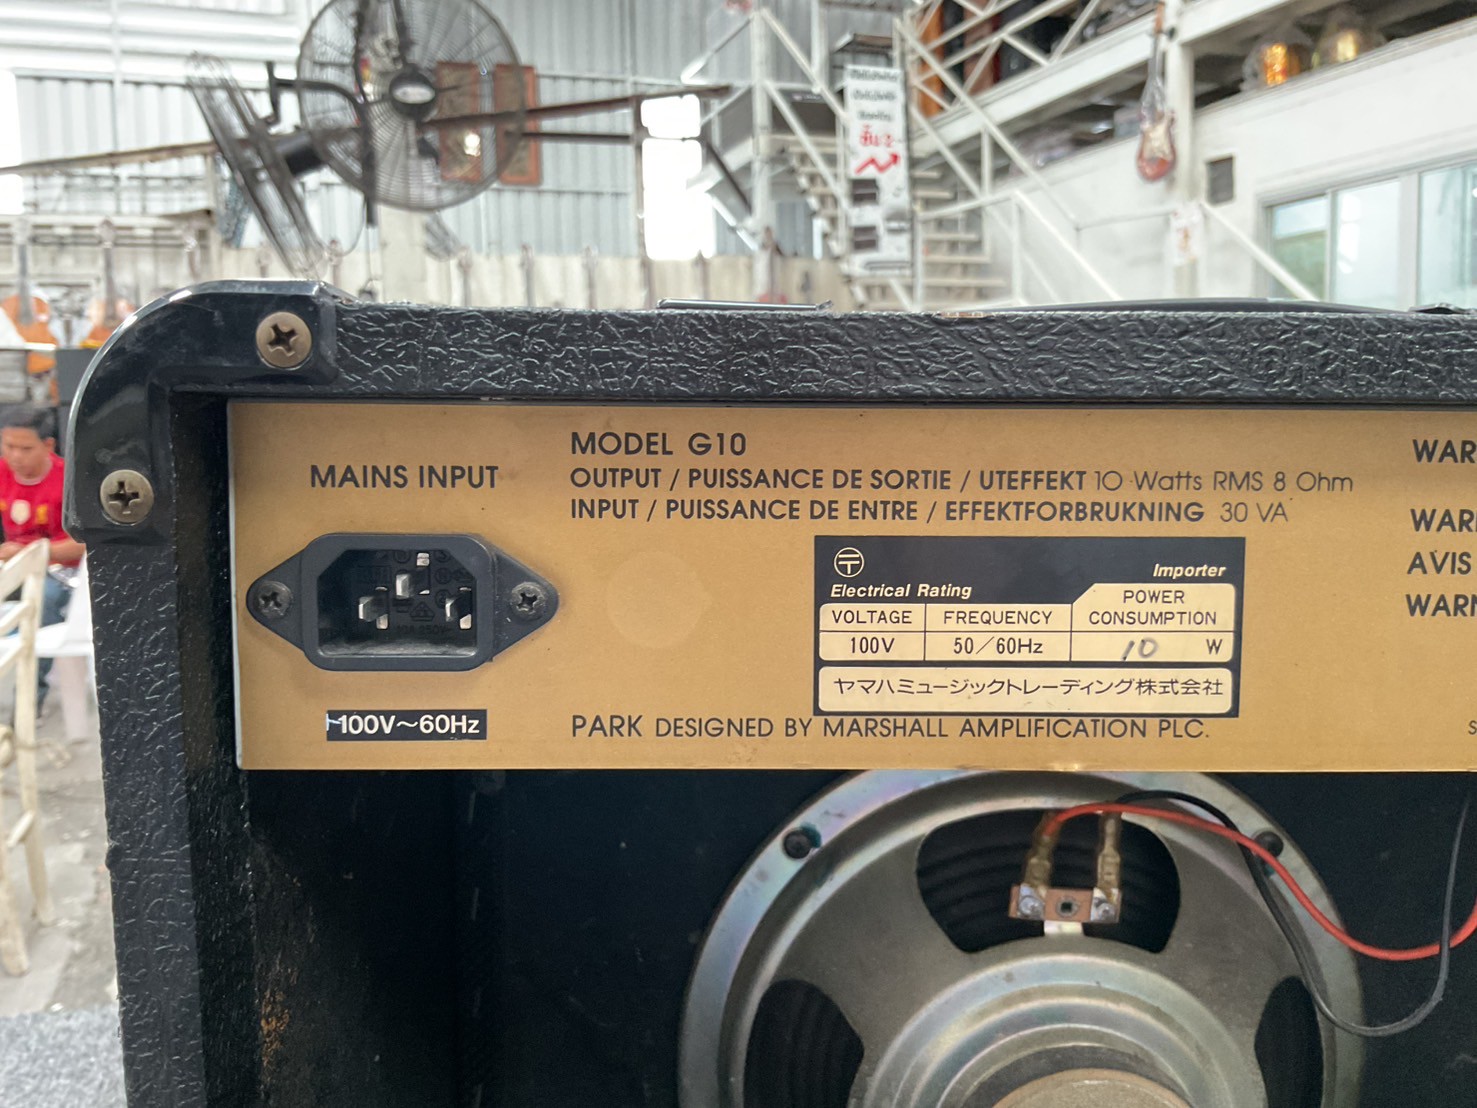 MAINS INPUT
MODEL G10
OUTPUT / PUISSANCE DE SORTIE / UTEFFEKT 10 Watts RMS 8 Ohm
INPUT / PUISSANCE DE ENTRE / EFFEKTFORBRUKNING 30 VA
Electrical Rating
Importer
VOLTAGE FREQUENCY POWER CONSUMPTION
100V 50/60Hz 10 W
ヤマハミュージックトレーディング株式会社
100V~60Hz
PARK DESIGNED BY MARSHALL AMPLIFICATION PLC.
AVIS